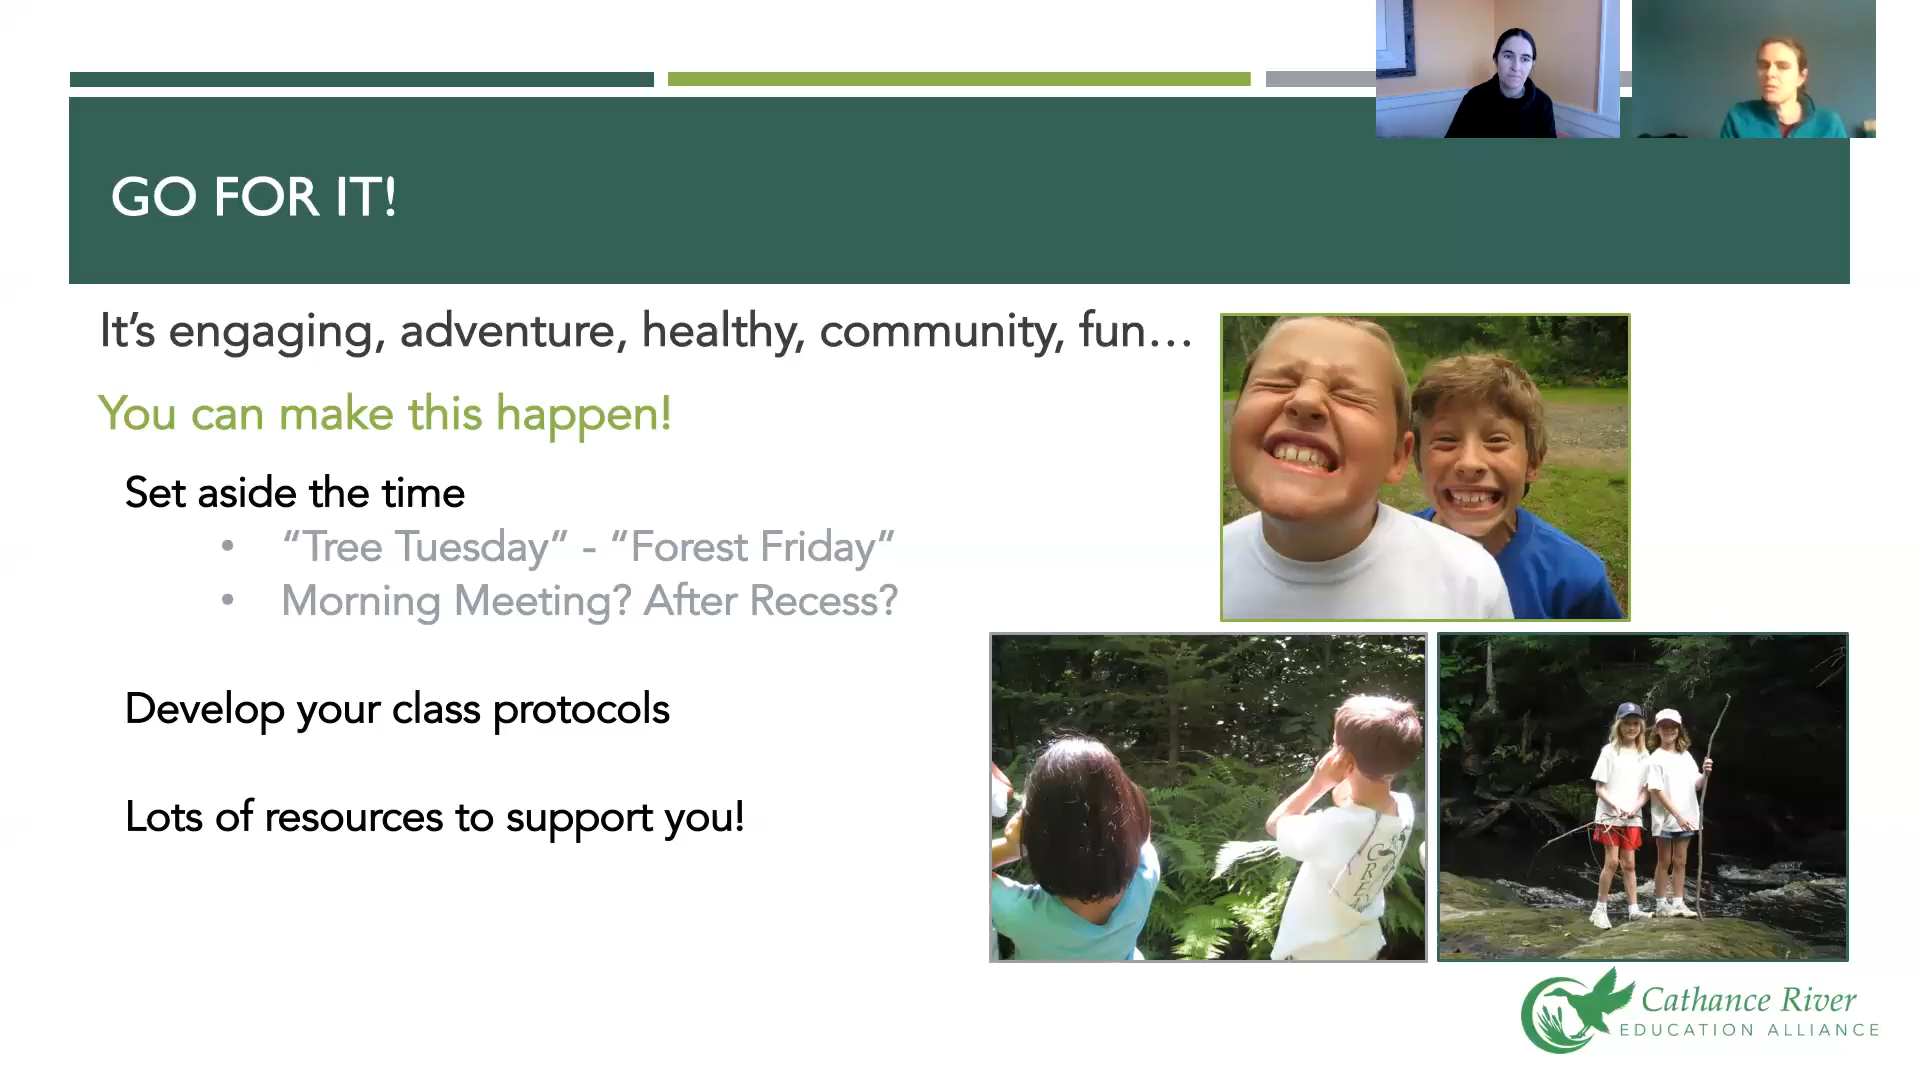 GO FOR IT!
It's engaging, adventure, healthy, community, fun…
You can make this happen!
Set aside the time
• “Tree Tuesday” - “Forest Friday”
• Morning Meeting? After Recess?
Develop your class protocols
Lots of resources to support you!
CREA
Cathance River
EDUCATION ALLIANCE